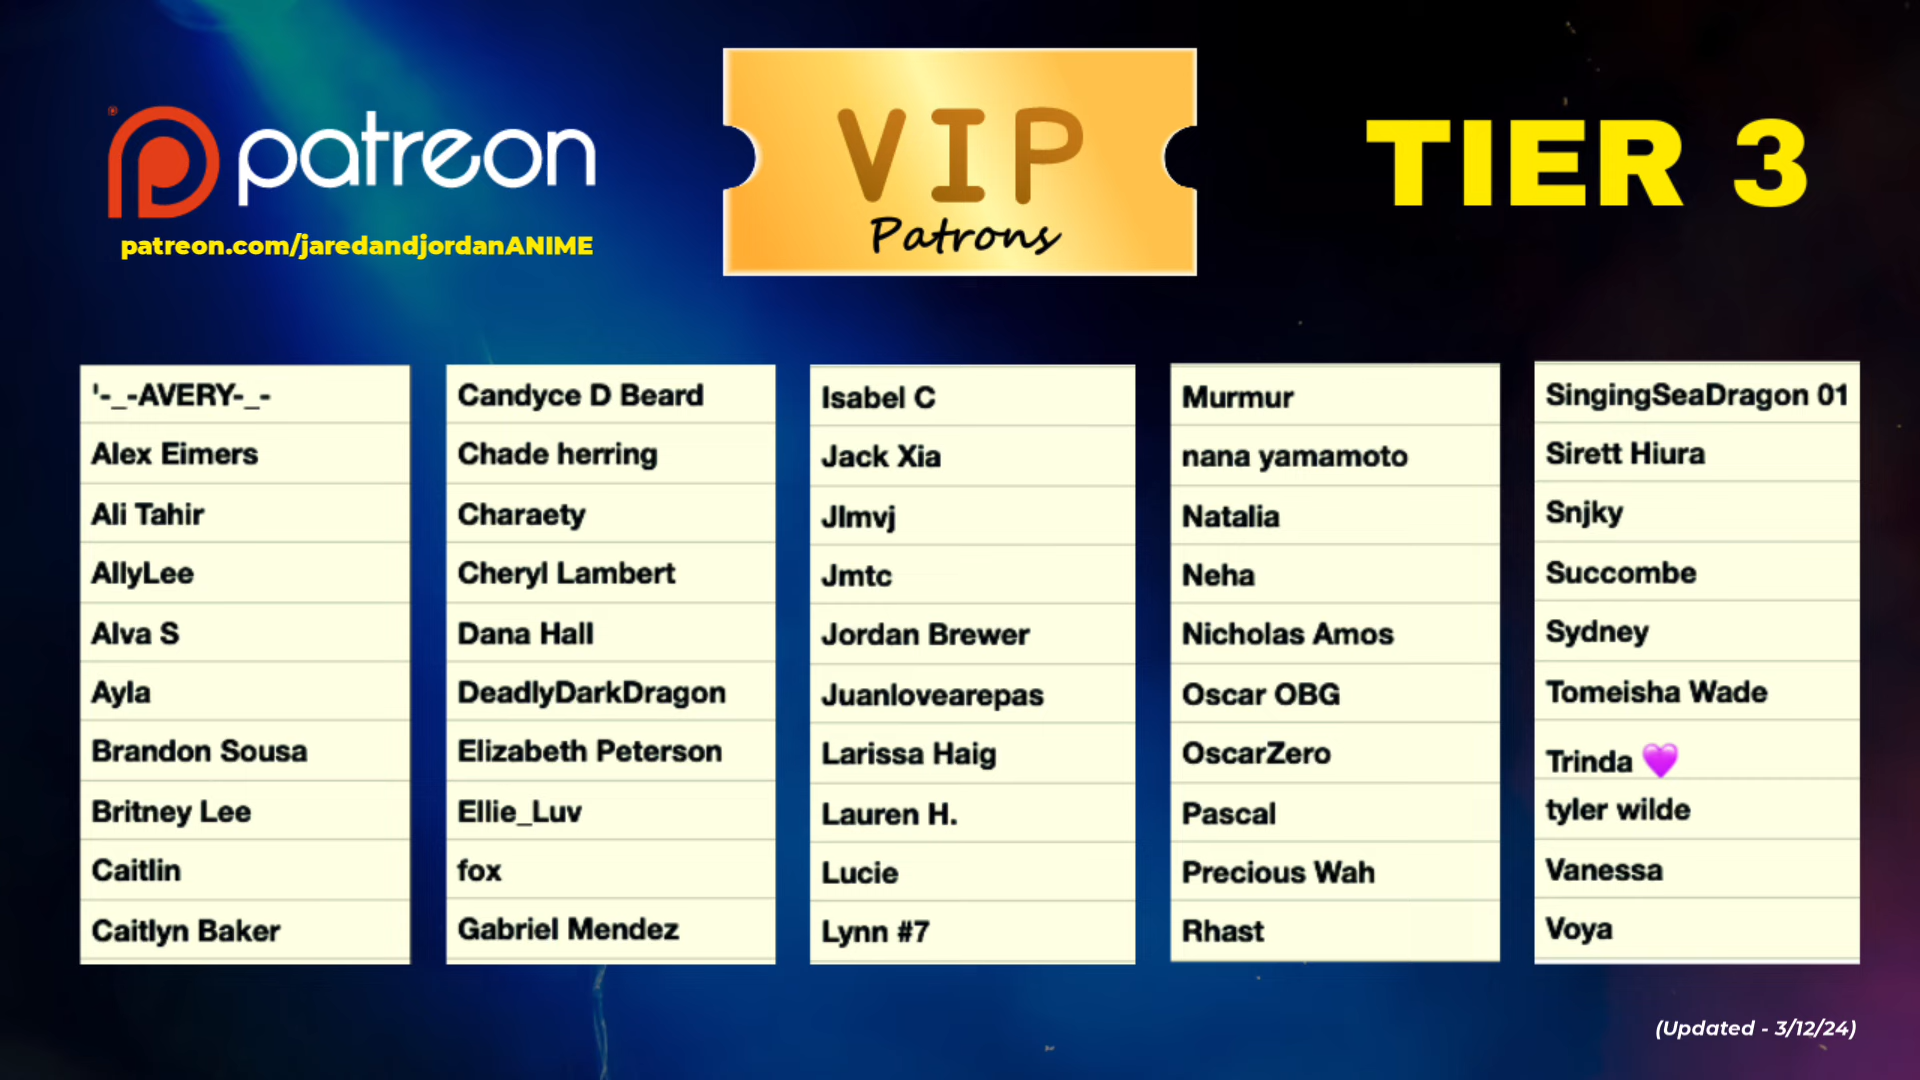 patreon
patreon.com/jaredandjordanANIME
VIP
Patrons
TIER 3
'-_-AVERY-_-
Alex Eimers
Ali Tahir
AllyLee
Alva S
Ayla
Brandon Sousa
Britney Lee
Caitlin
Caitlyn Baker
Candyce D Beard
Chade herring
Charaety
Cheryl Lambert
Dana Hall
DeadlyDarkDragon
Elizabeth Peterson
Ellie_Luv
fox
Gabriel Mendez
Isabel C
Jack Xia
Jlmvj
Jmtc
Jordan Brewer
Juanlovearepas
Larissa Haig
Lauren H.
Lucie
Lynn #7
Murmur
nana yamamoto
Natalia
Neha
Nicholas Amos
Oscar OBG
OscarZero
Pascal
Precious Wah
Rhast
SingingSeaDragon 01
Sirett Hiura
Snjky
Succombe
Sydney
Tomeisha Wade
Trinda 💜
tyler wilde
Vanessa
Voya
(Updated - 3/12/24)